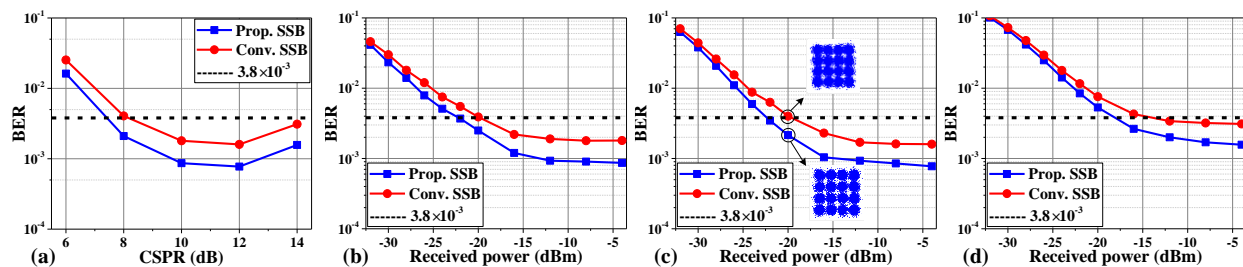 10⁻¹
10⁻²
10⁻³
10⁻⁴
BER
Prop. SSB
Conv. SSB
3.8×10⁻³
6 8 10 12 14
(a) CSPR (dB)
10⁻¹
10⁻²
10⁻³
10⁻⁴
BER
Prop. SSB
Conv. SSB
3.8×10⁻³
-30 -25 -20 -15 -10 -5
(b) Received power (dBm)
10⁻¹
10⁻²
10⁻³
10⁻⁴
BER
Prop. SSB
Conv. SSB
3.8×10⁻³
-30 -25 -20 -15 -10 -5
(c) Received power (dBm)
10⁻¹
10⁻²
10⁻³
10⁻⁴
BER
Prop. SSB
Conv. SSB
3.8×10⁻³
-30 -25 -20 -15 -10 -5
(d) Received power (dBm)